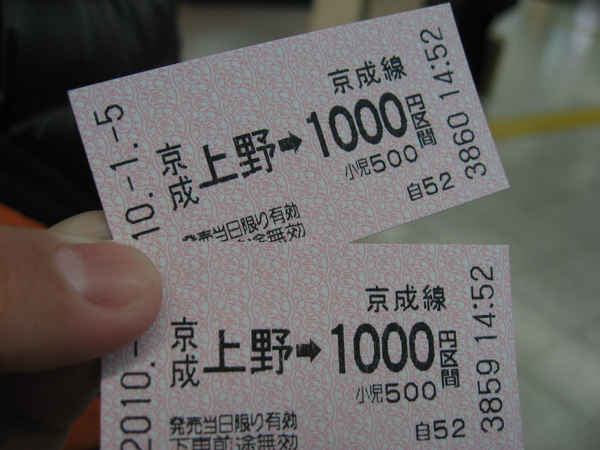 10.-1.-5
京成線
京成 上野 ➡ 1000円区間
小児500
自52
3860 14:52
発売当日限り有効
途無効
2010.-
京成線
京成 上野 ➡ 1000円区間
小児500
自52
3859 14:52
発売当日限り有効
下車前途無効